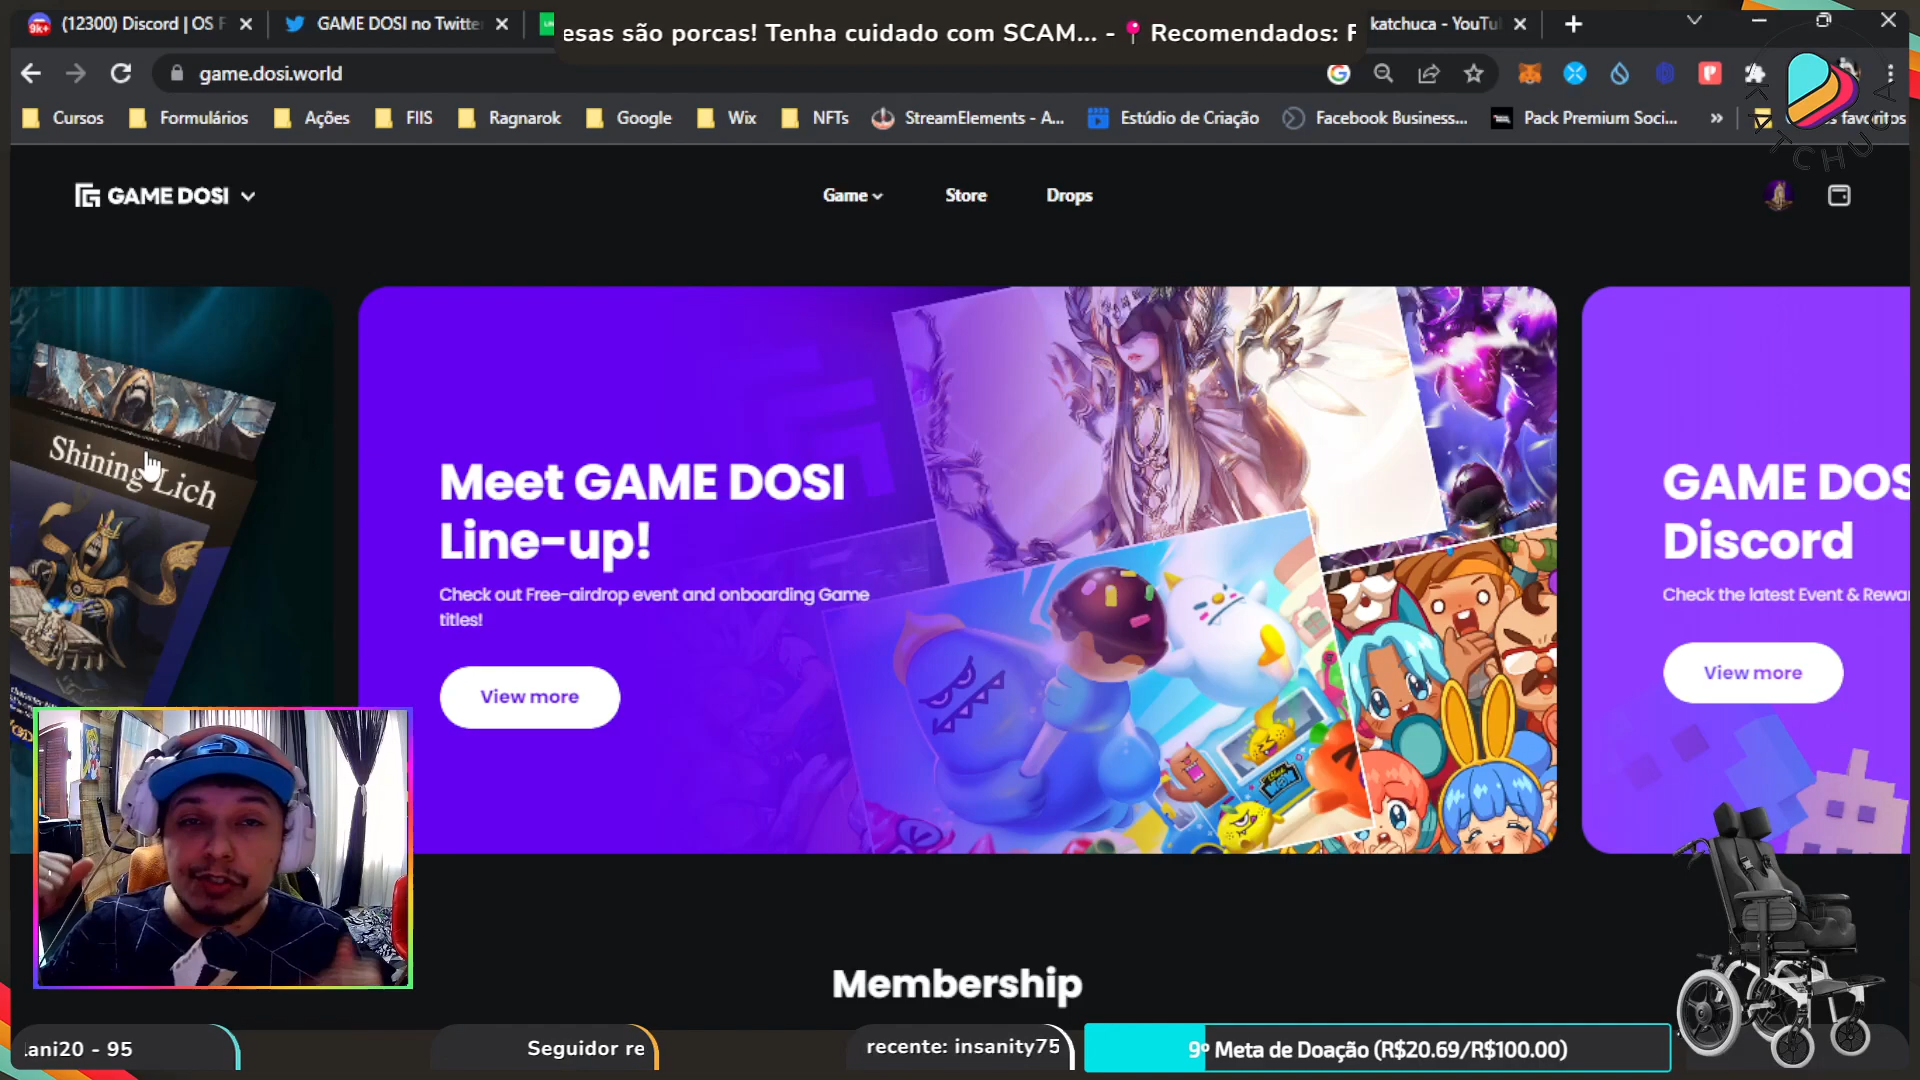 (12300) Discord | OS F
GAME DOSI no Twitte
esas são porcas! Tenha cuidado com SCAM... - 📍 Recomendados: F
katchuca - YouTu
game.dosi.world
Cursos
Formulários
Ações
FIIS
Ragnarok
Google
Wix
NFTs
StreamElements - A...
Estúdio de Criação
Facebook Business...
Pack Premium Soci...
»
favoritos
KATCHUCA
GAME DOSI
Game
Store
Drops
Shining Lich
Meet GAME DOSI
Line-up!
Check out Free-airdrop event and onboarding Game
titles!
View more
GAME DOS
Discord
Check the latest Event & Rewa
View more
Membership
.ani20 - 95
Seguidor re
recente: insanity75
9º Meta de Doação (R$20.69/R$100.00)